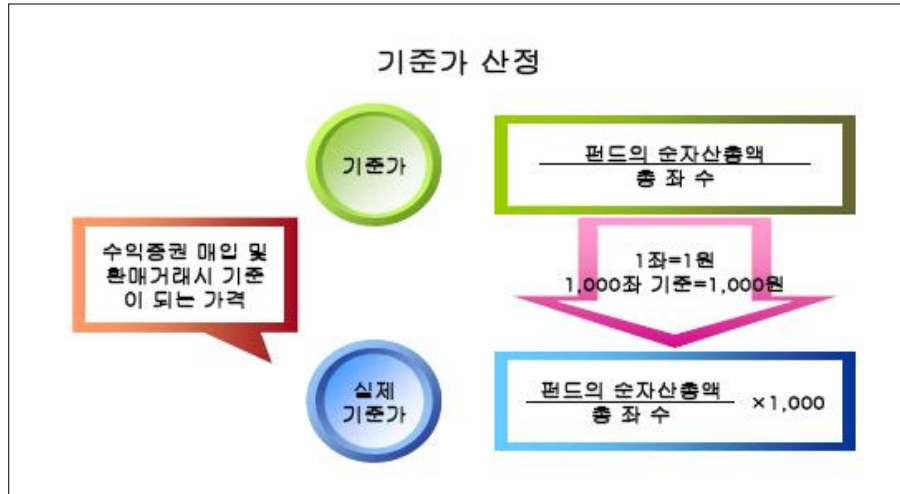 기준가 산정
기준가
펀드의 순자산총액
총 좌 수
수익증권 매입 및
환매거래시 기준
이 되는 가격
1좌=1원
1,000좌 기준=1,000원
실제
기준가
펀드의 순자산총액
총 좌 수
×1,000